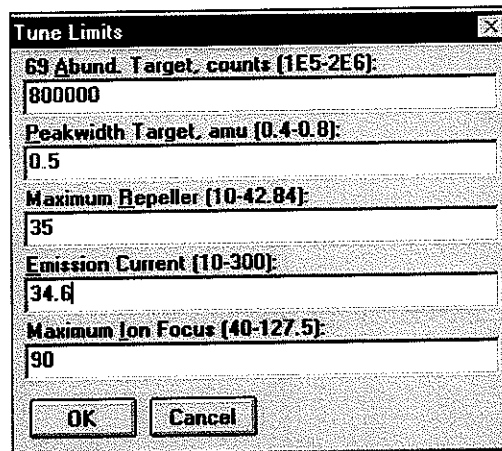 Tune Limits
69 Abund. Target, counts (1E5-2E6):
800000
Peakwidth Target, amu (0.4-0.8):
0.5
Maximum Repeller (10-42.84):
35
Emission Current (10-300):
34.6
Maximum Ion Focus (40-127.5):
90
OK Cancel